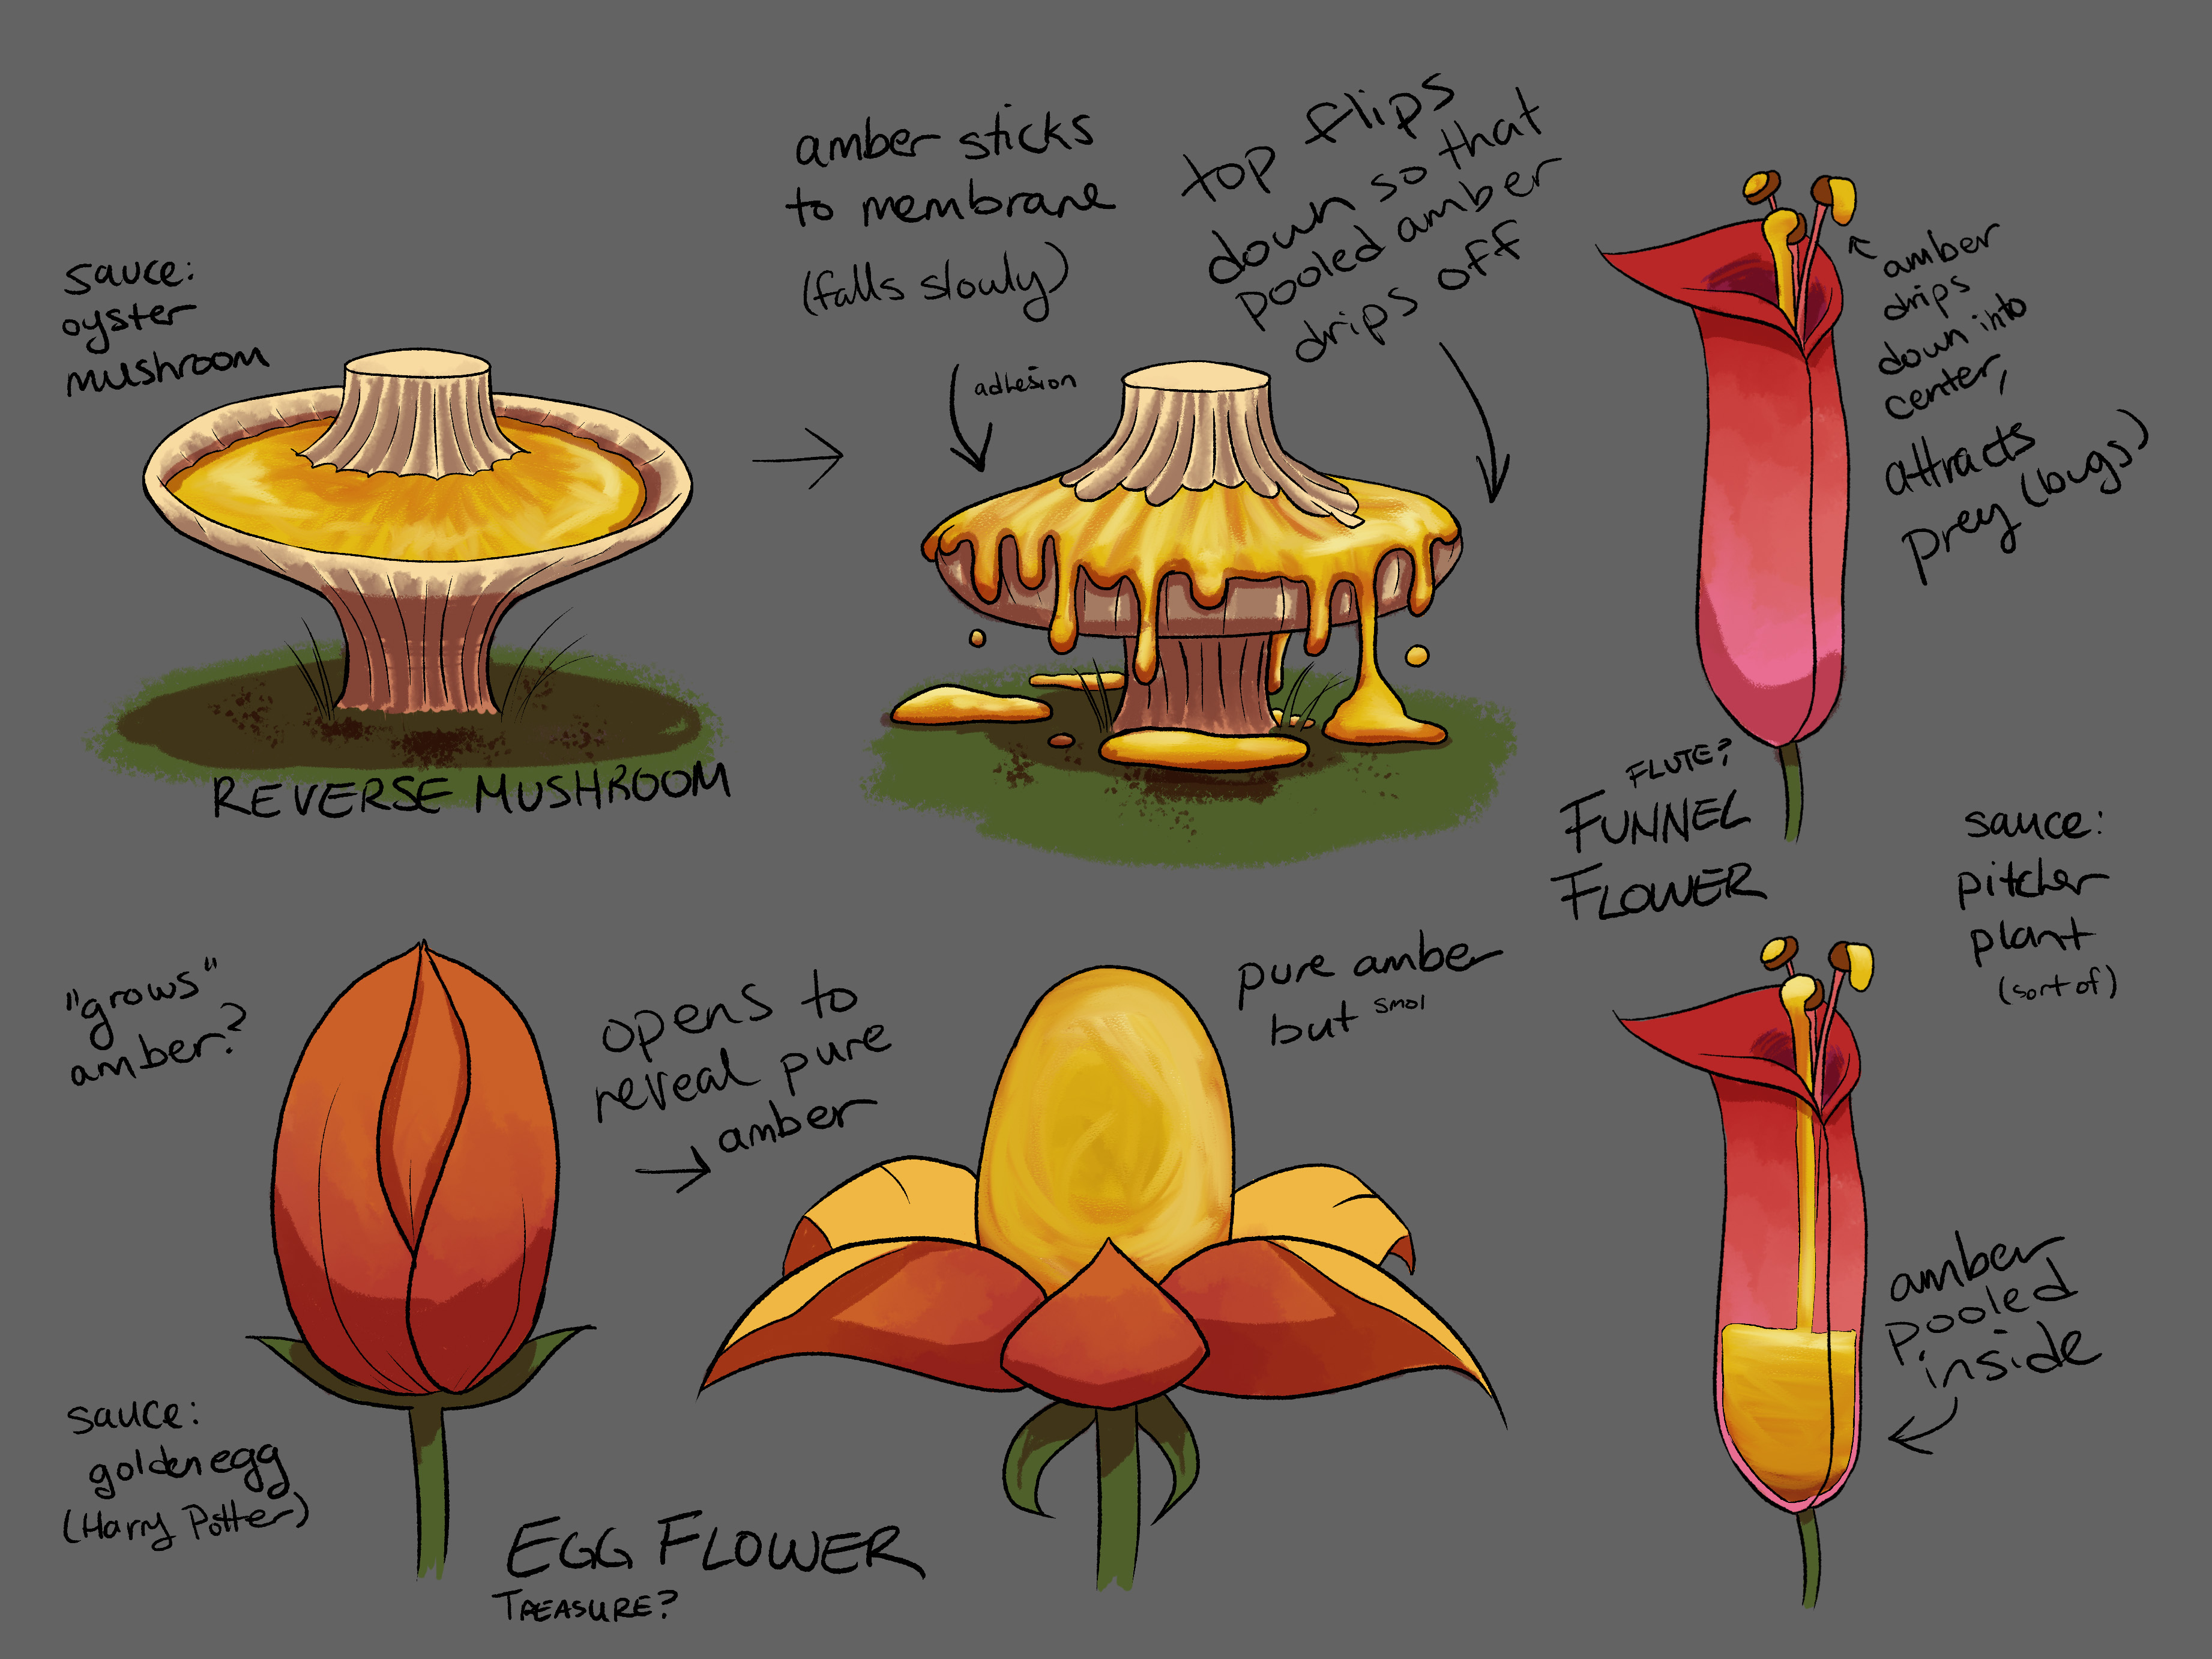 sauce:
oyster
mushroom
amber sticks
to membrane
(falls slowly)
adhesion
top flips
down so that
pooled amber
drips off
REVERSE MUSHROOM
amber
drips
down into
center,
attracts
prey (bugs)
FLUTE?
FUNNEL
FLOWER
sauce:
pitcher
plant
(sort of)
amber
pooled
inside
"grows"
amber?
opens to
reveal pure
amber
pure amber
but smol
sauce:
golden egg
(Harry Potter)
EGG FLOWER
TREASURE?